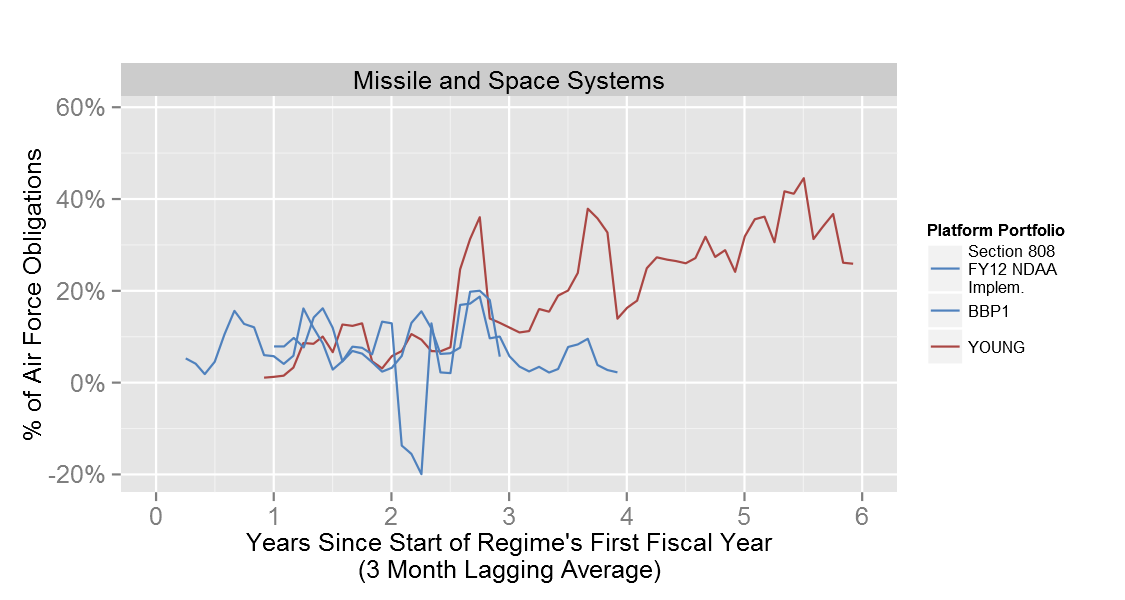 Missile and Space Systems
60%
40%
20%
0%
-20%
% of Air Force Obligations
0 1 2 3 4 5 6
Years Since Start of Regime's First Fiscal Year
(3 Month Lagging Average)
Platform Portfolio
Section 808
FY12 NDAA
Implem.
BBP1
YOUNG